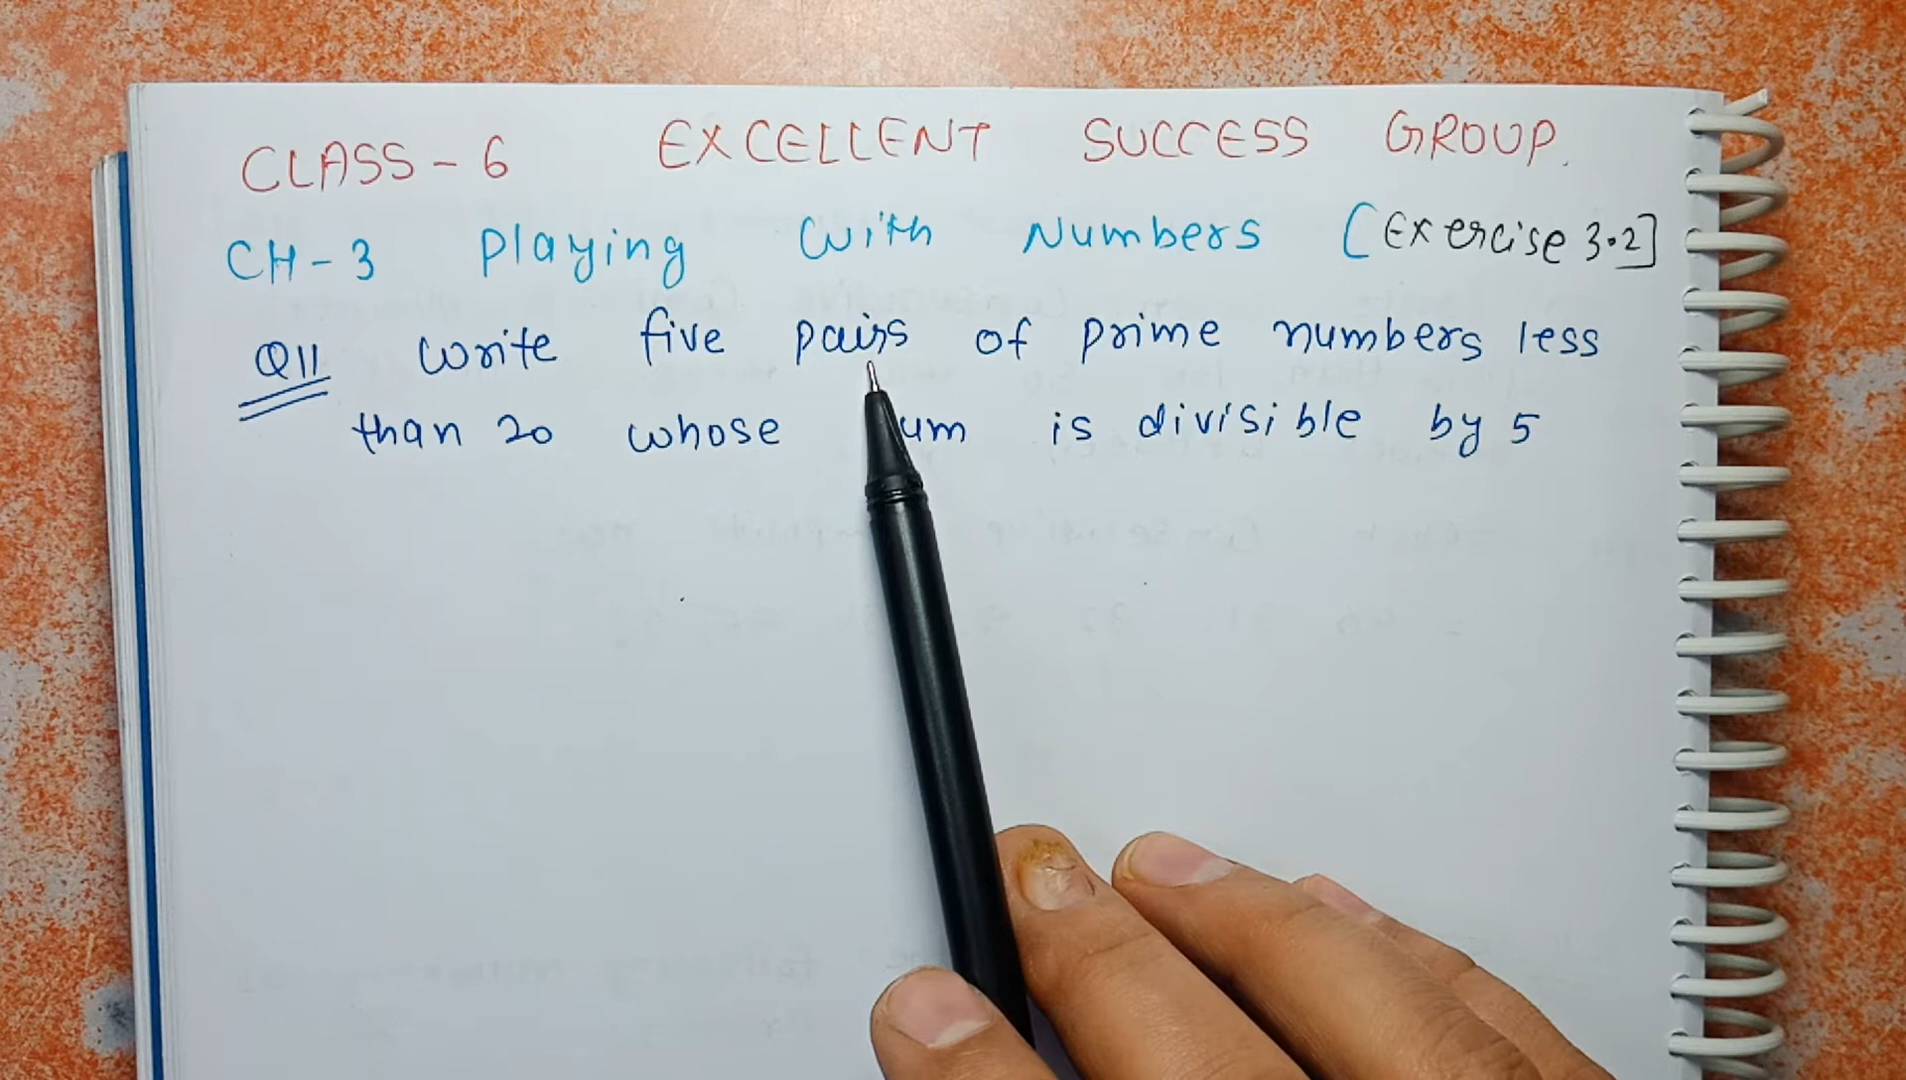 CLASS - 6 EXCELLENT SUCCESS GROUP.
CH - 3 Playing With Numbers [Exercise 3.2]
Q11 Write five pairs of prime numbers less
than 20 whose um is divisible by 5